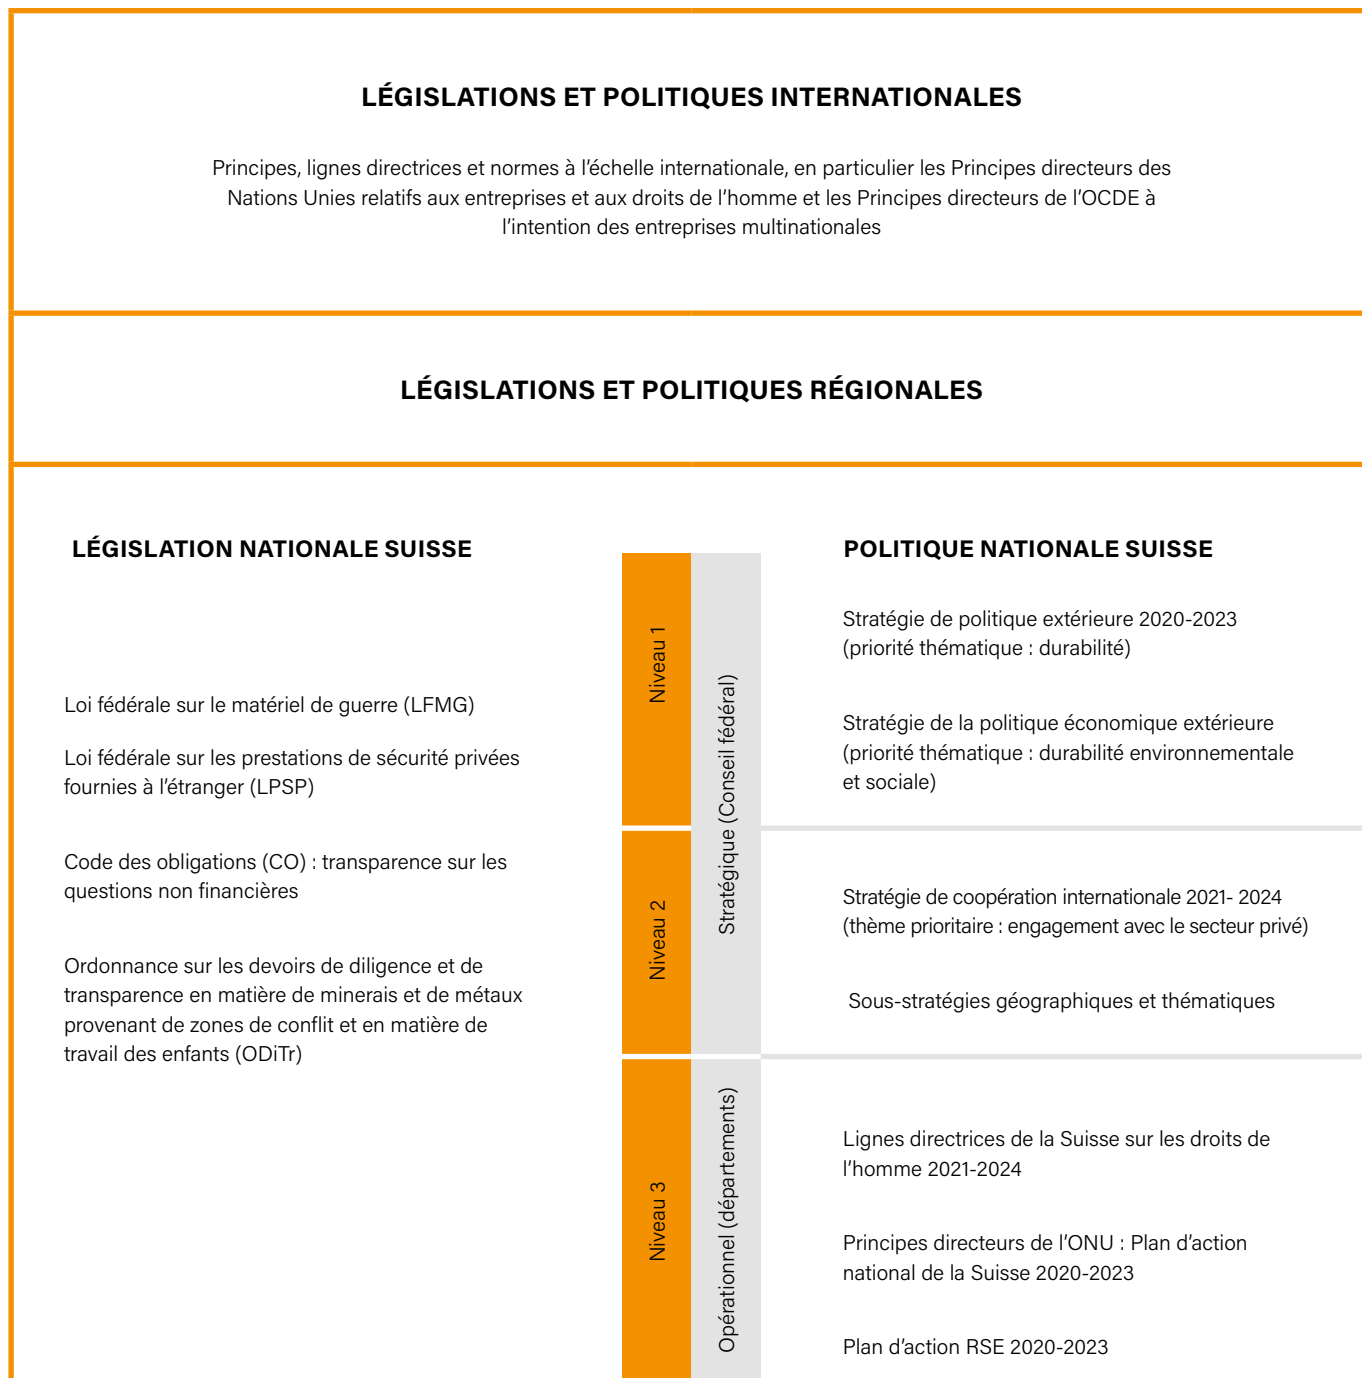 LÉGISLATIONS ET POLITIQUES INTERNATIONALES
Principes, lignes directrices et normes à l’échelle internationale, en particulier les Principes directeurs des
Nations Unies relatifs aux entreprises et aux droits de l’homme et les Principes directeurs de l’OCDE à
l’intention des entreprises multinationales
LÉGISLATIONS ET POLITIQUES RÉGIONALES
LÉGISLATION NATIONALE SUISSE
Loi fédérale sur le matériel de guerre (LFMG)
Loi fédérale sur les prestations de sécurité privées
fournies à l’étranger (LPSP)
Code des obligations (CO) : transparence sur les
questions non financières
Ordonnance sur les devoirs de diligence et de
transparence en matière de minerais et de métaux
provenant de zones de conflit et en matière de
travail des enfants (ODiTr)
Niveau 1
Niveau 2
Niveau 3
Stratégique (Conseil fédéral)
Opérationnel (départements)
POLITIQUE NATIONALE SUISSE
Stratégie de politique extérieure 2020-2023
(priorité thématique : durabilité)
Stratégie de la politique économique extérieure
(priorité thématique : durabilité environnementale
et sociale)
Stratégie de coopération internationale 2021- 2024
(thème prioritaire : engagement avec le secteur privé)
Sous-stratégies géographiques et thématiques
Lignes directrices de la Suisse sur les droits de
l’homme 2021-2024
Principes directeurs de l’ONU : Plan d’action
national de la Suisse 2020-2023
Plan d’action RSE 2020-2023